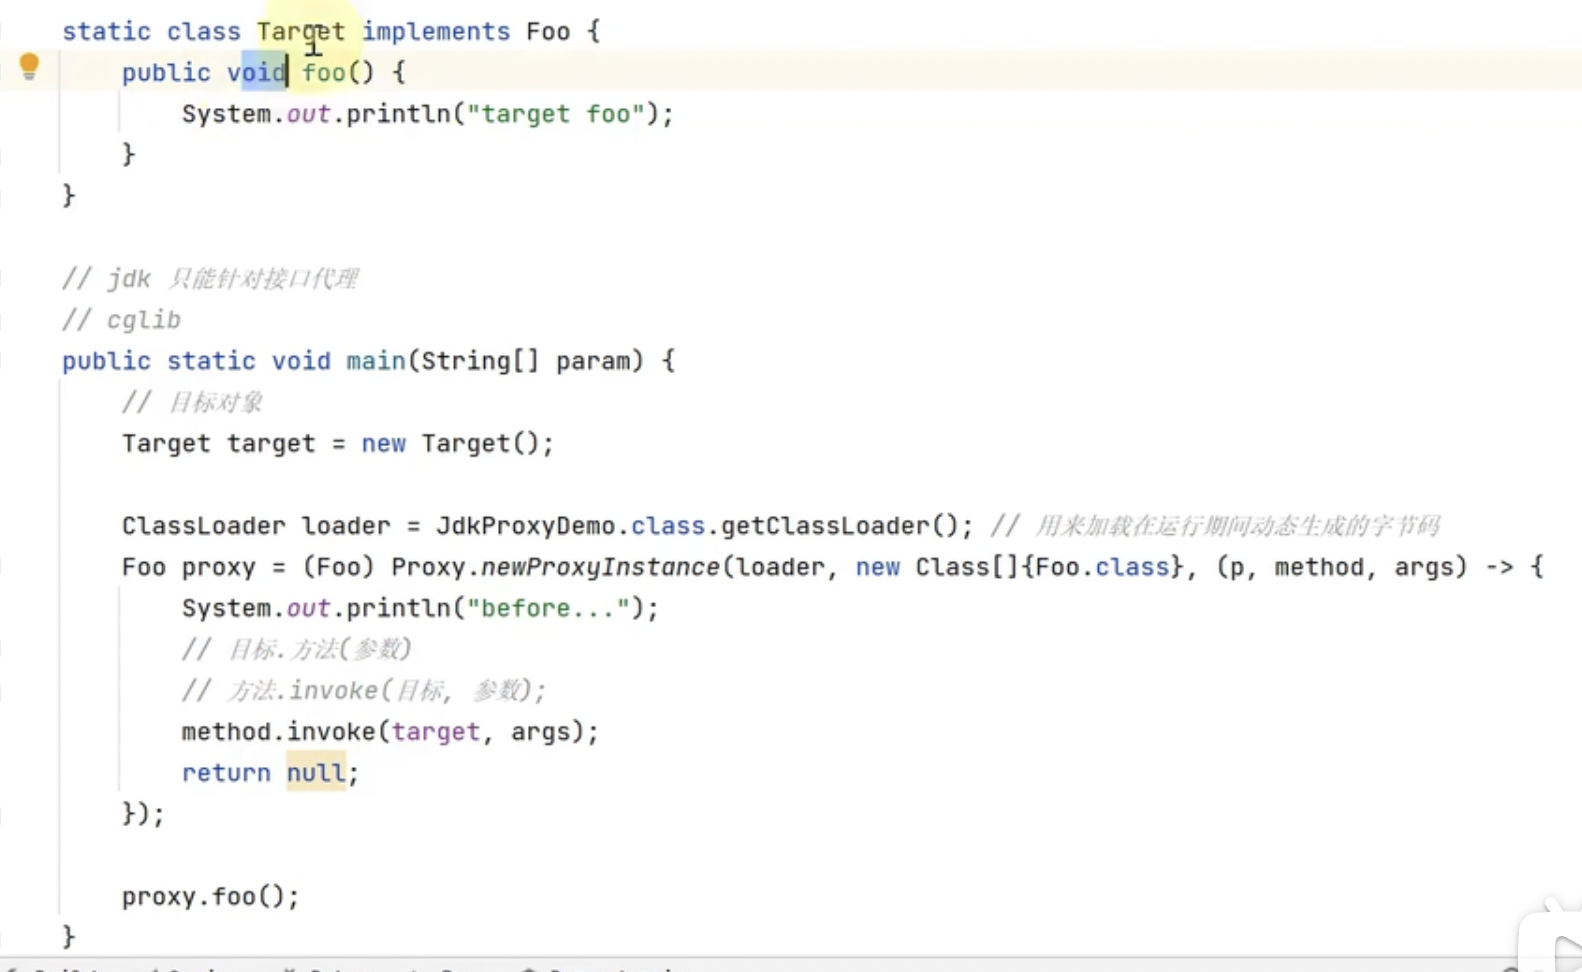 static class Target implements Foo {
public void foo() {
System.out.println("target foo");
}
}
// jdk 只能针对接口代理
// cglib
public static void main(String[] param) {
// 目标对象
Target target = new Target();
ClassLoader loader = JdkProxyDemo.class.getClassLoader(); // 用来加载在运行期间动态生成的字节码
Foo proxy = (Foo) Proxy.newProxyInstance(loader, new Class[]{Foo.class}, (p, method, args) -> {
System.out.println("before...");
// 目标.方法(参数)
// 方法.invoke(目标, 参数);
method.invoke(target, args);
return null;
});
proxy.foo();
}